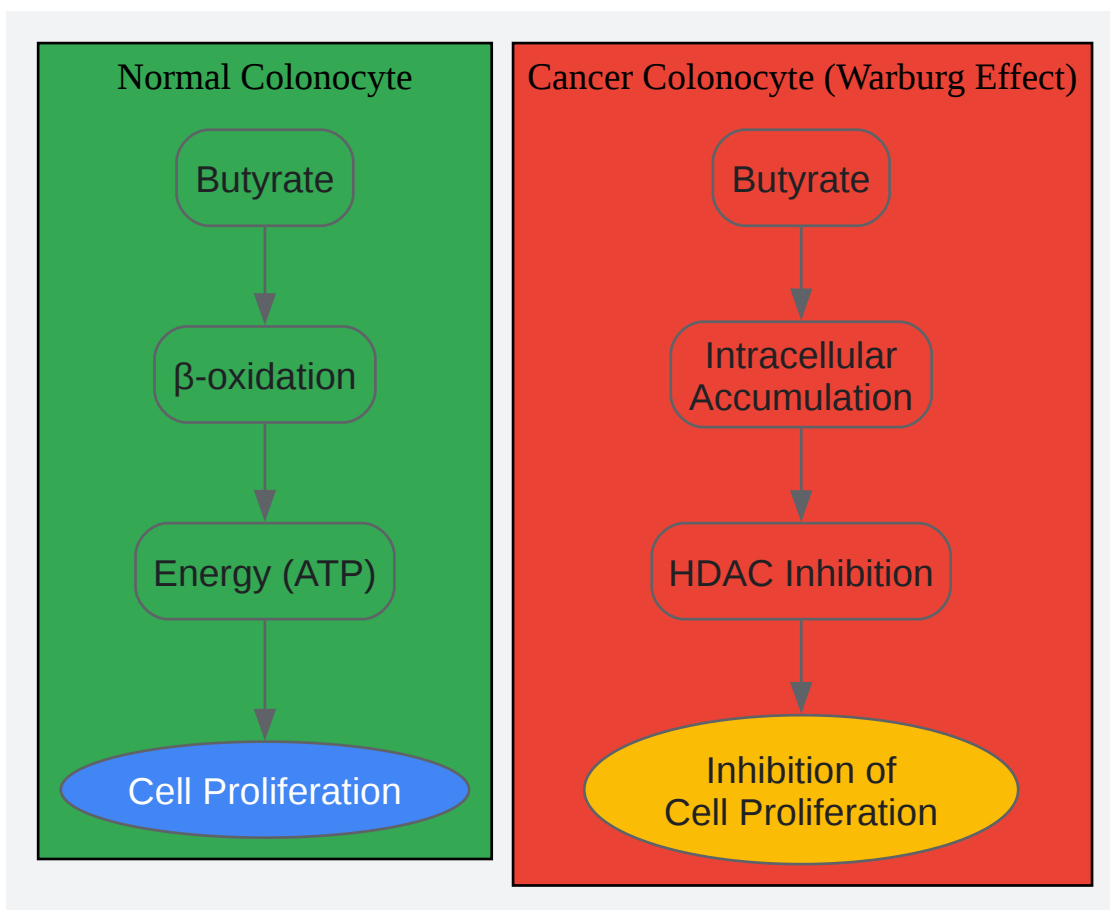 Normal Colonocyte
Butyrate
β-oxidation
Energy (ATP)
Cell Proliferation
Cancer Colonocyte (Warburg Effect)
Butyrate
Intracellular
Accumulation
HDAC Inhibition
Inhibition of
Cell Proliferation